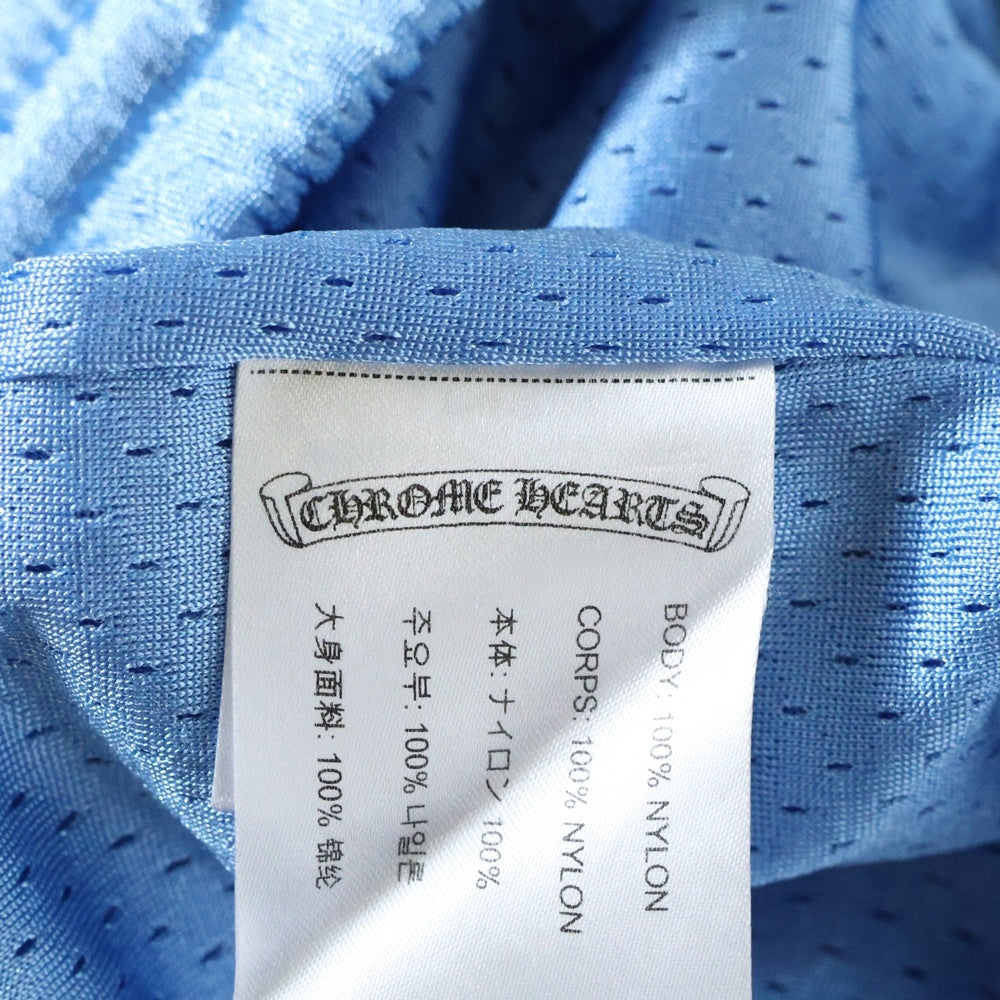 CHROME HEARTS
BODY: 100% NYLON
CORPS: 100% NYLON
本体: ナイロン 100%
주요부: 100% 나일론
大身面料: 100% 锦纶